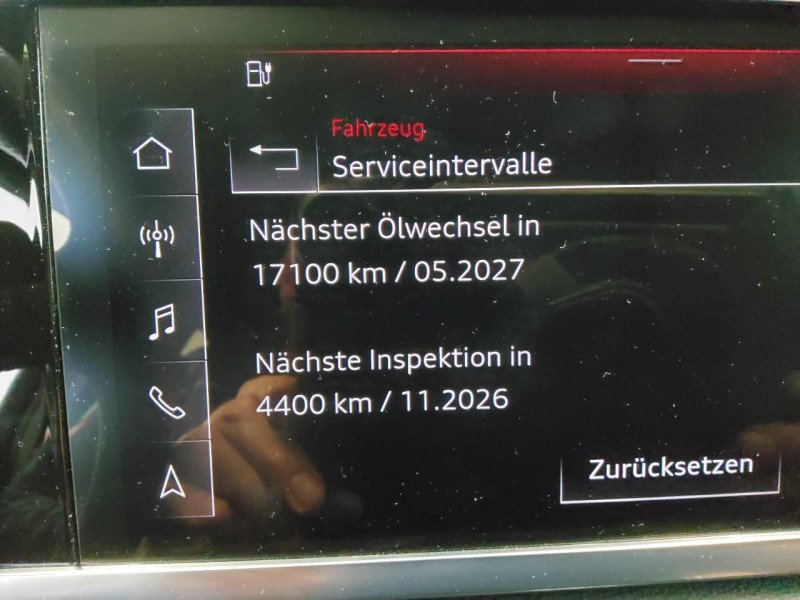 Fahrzeug
Serviceintervalle
Nächster Ölwechsel in
17100 km / 05.2027
Nächste Inspektion in
4400 km / 11.2026
Zurücksetzen